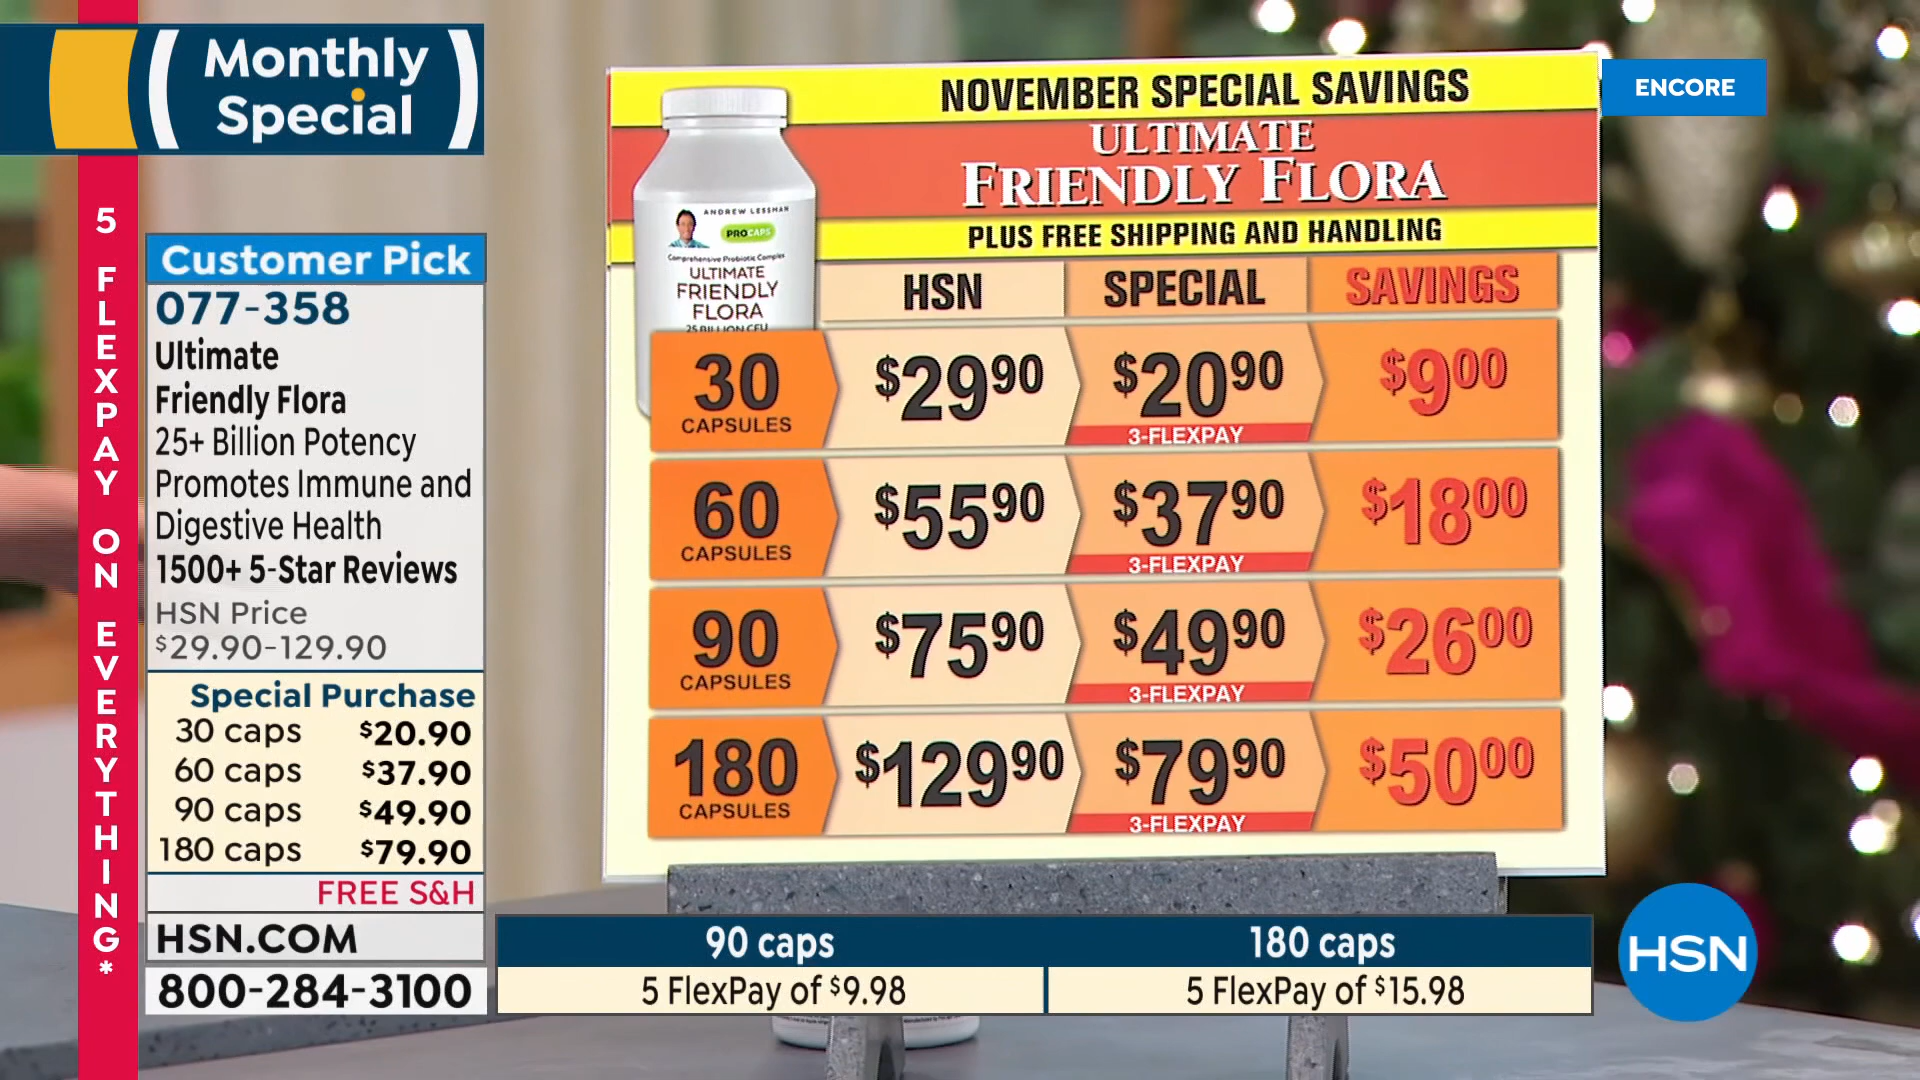 Monthly
Special
5 FLEXPAY ON EVERYTHING*
Customer Pick
077-358
Ultimate
Friendly Flora
25+ Billion Potency
Promotes Immune and
Digestive Health
1500+ 5-Star Reviews
HSN Price
$29.90-129.90
Special Purchase
30 caps $20.90
60 caps $37.90
90 caps $49.90
180 caps $79.90
FREE S&H
HSN.COM
800-284-3100
NOVEMBER SPECIAL SAVINGS
ULTIMATE
FRIENDLY FLORA
PLUS FREE SHIPPING AND HANDLING
ANDREW LESSMAN
PROCAPS
Comprehensive Probiotic Complex
ULTIMATE
FRIENDLY
FLORA
25 BILLION CFU
HSN SPECIAL SAVINGS
30 CAPSULES $29.90 $20.90 3-FLEXPAY $9.00
60 CAPSULES $55.90 $37.90 3-FLEXPAY $18.00
90 CAPSULES $75.90 $49.90 3-FLEXPAY $26.00
180 CAPSULES $129.90 $79.90 3-FLEXPAY $50.00
ENCORE
90 caps 180 caps
5 FlexPay of $9.98 5 FlexPay of $15.98
HSN